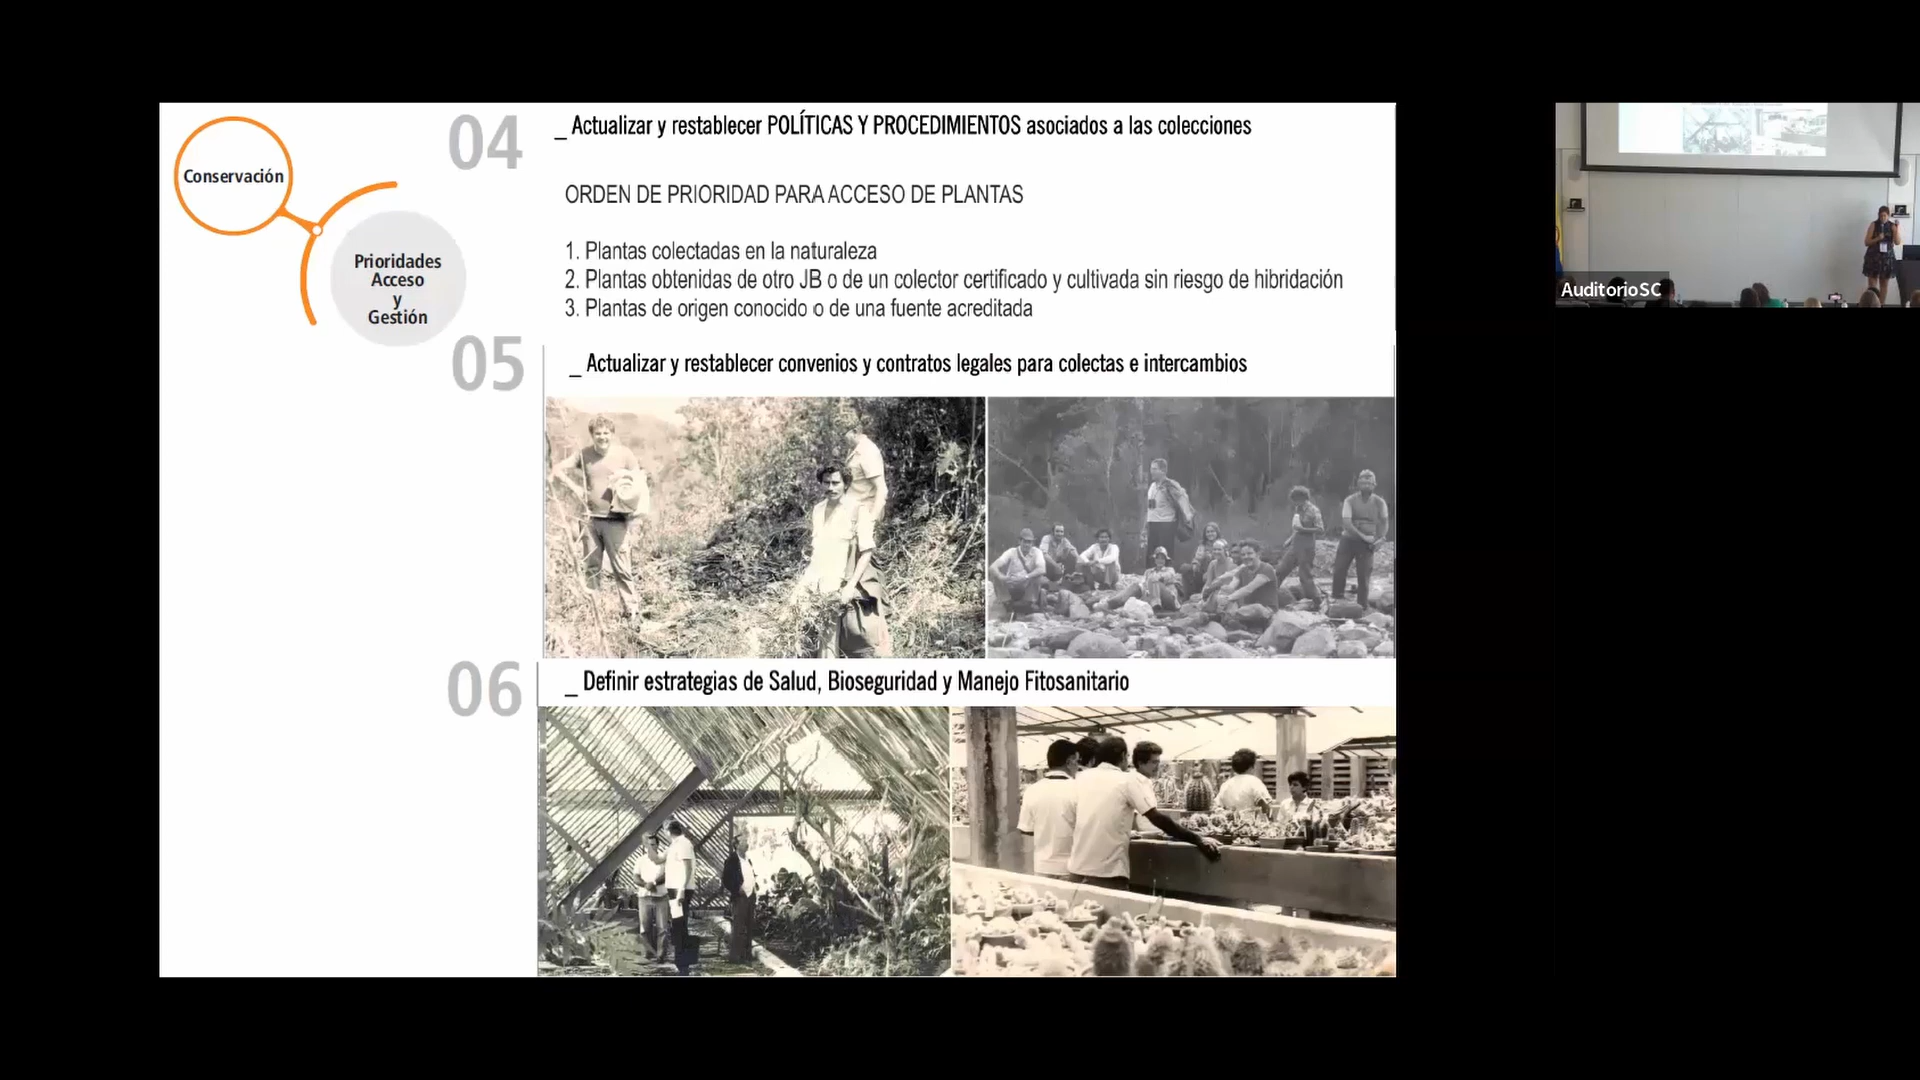 Conservación
Prioridades
Acceso
y
Gestión
04
_ Actualizar y restablecer POLÍTICAS Y PROCEDIMIENTOS asociados a las colecciones
ORDEN DE PRIORIDAD PARA ACCESO DE PLANTAS
1. Plantas colectadas en la naturaleza
2. Plantas obtenidas de otro JB o de un colector certificado y cultivada sin riesgo de hibridación
3. Plantas de origen conocido o de una fuente acreditada
05
_ Actualizar y restablecer convenios y contratos legales para colectas e intercambios
06
_ Definir estrategias de Salud, Bioseguridad y Manejo Fitosanitario
AuditorioSC